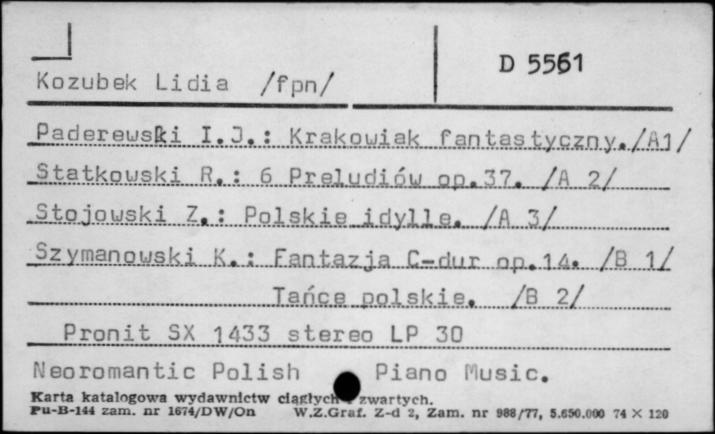 D 5561
Kozubek Lidia /fpn/
Paderewski I.J.: Krakowiak fantastyczny./A1/
Statkowski R.: 6 Preludiów op.37. /A 2/
Stojowski Z.: Polskie idylle. /A 3/
Szymanowski K.: Fantazja C-dur op.14. /B 1/
Tańce polskie. /B 2/
Pronit SX 1433 stereo LP 30
Neoromantic Polish Piano Music.
Karta katalogowa wydawnictw ciągłych i zwartych.
Pu-B-144 zam. nr 1674/DW/On W.Z.Graf. Z-d 2, Zam. nr 988/77, 5.650.000 74 X 120